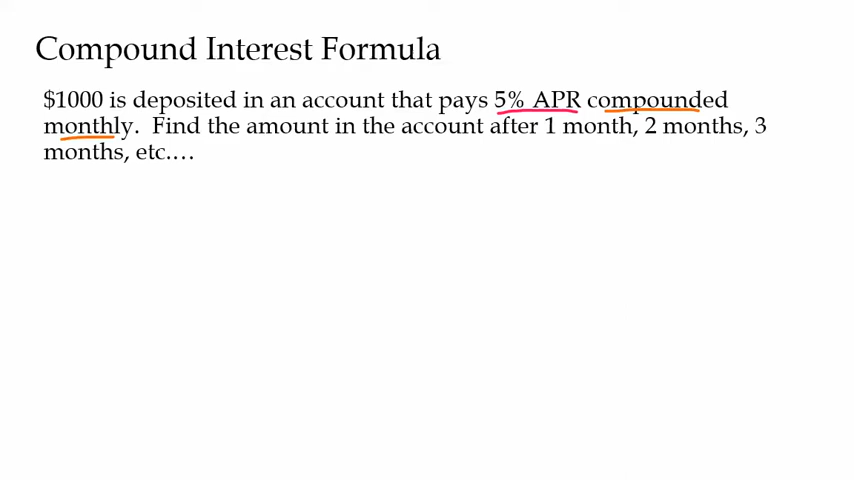 Compound Interest Formula
$1000 is deposited in an account that pays 5% APR compounded
monthly.  Find the amount in the account after 1 month, 2 months, 3
months, etc.…